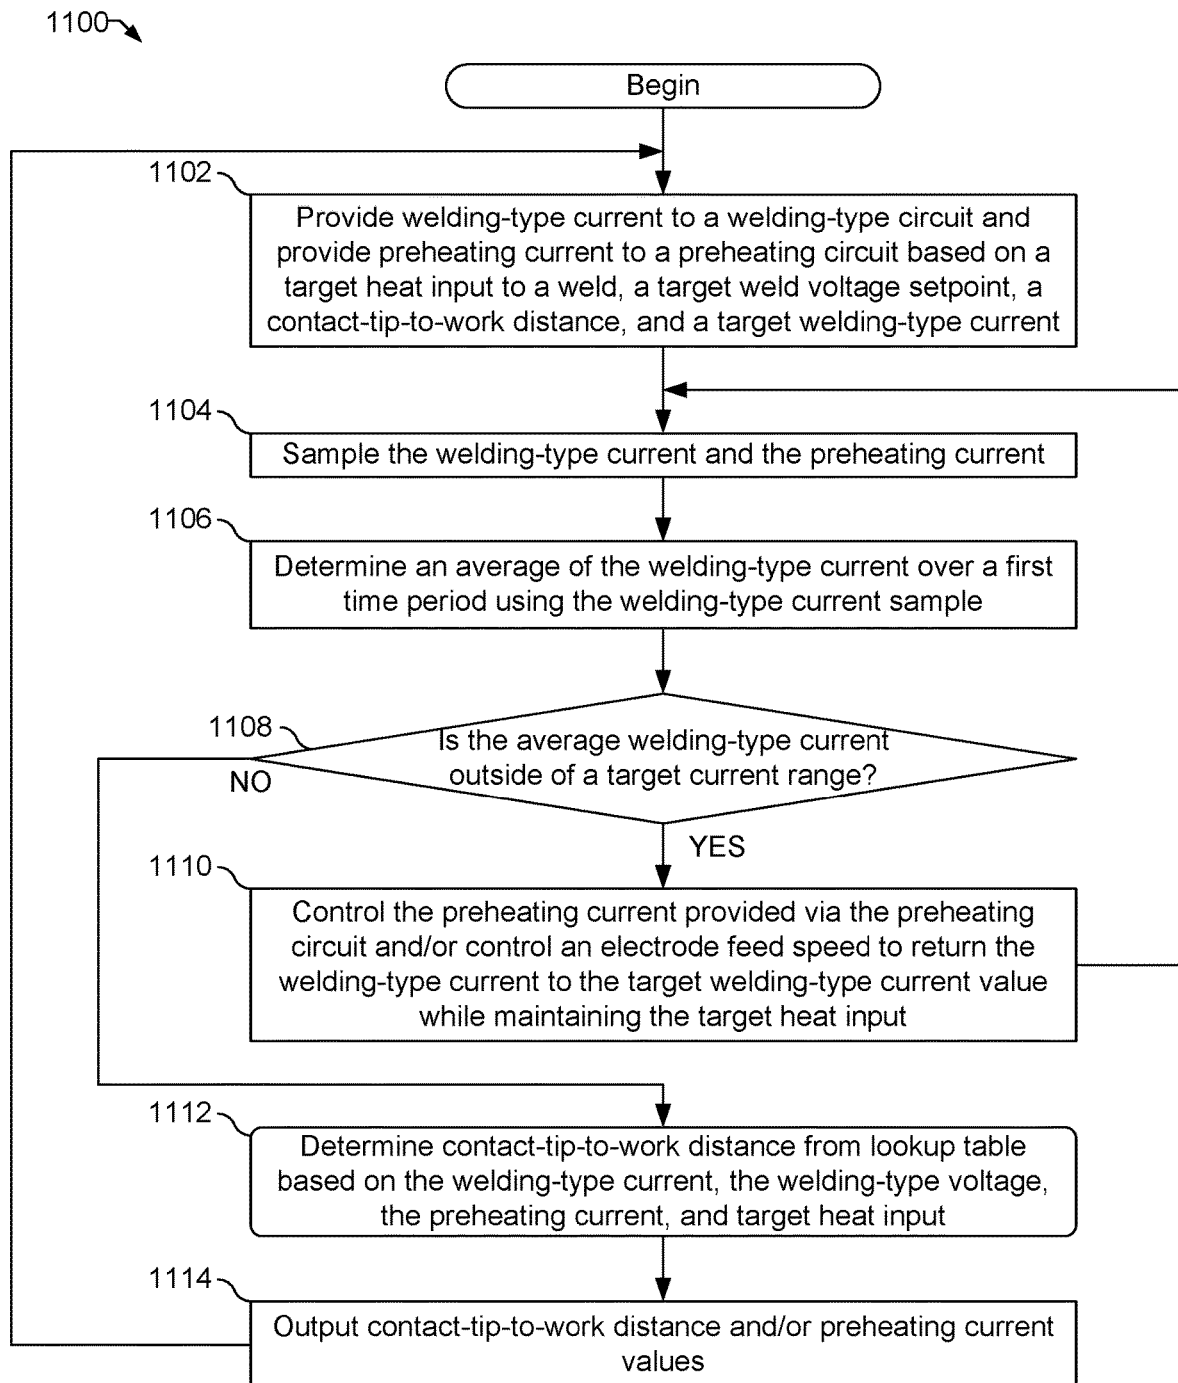 1100
Begin
1102
Provide welding-type current to a welding-type circuit and
provide preheating current to a preheating circuit based on a
target heat input to a weld, a target weld voltage setpoint, a
contact-tip-to-work distance, and a target welding-type current
1104
Sample the welding-type current and the preheating current
1106
Determine an average of the welding-type current over a first
time period using the welding-type current sample
1108
Is the average welding-type current
outside of a target current range?
NO
YES
1110
Control the preheating current provided via the preheating
circuit and/or control an electrode feed speed to return the
welding-type current to the target welding-type current value
while maintaining the target heat input
1112
Determine contact-tip-to-work distance from lookup table
based on the welding-type current, the welding-type voltage,
the preheating current, and target heat input
1114
Output contact-tip-to-work distance and/or preheating current
values